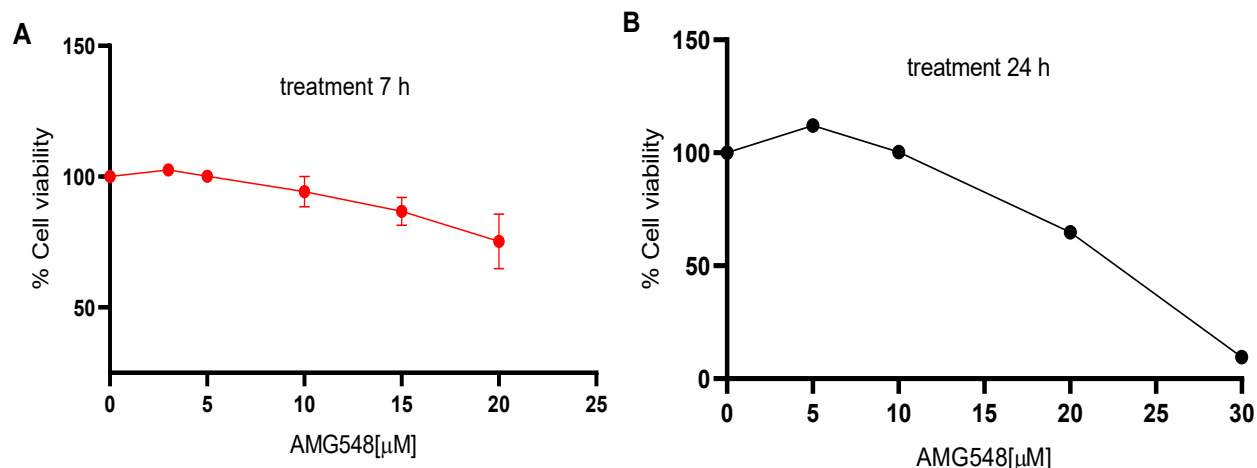 A
treatment 7 h
% Cell viability
150
100
50
0 5 10 15 20 25
AMG548[μM]
B
treatment 24 h
% Cell viability
150
100
50
0
0 5 10 15 20 25 30
AMG548[μM]